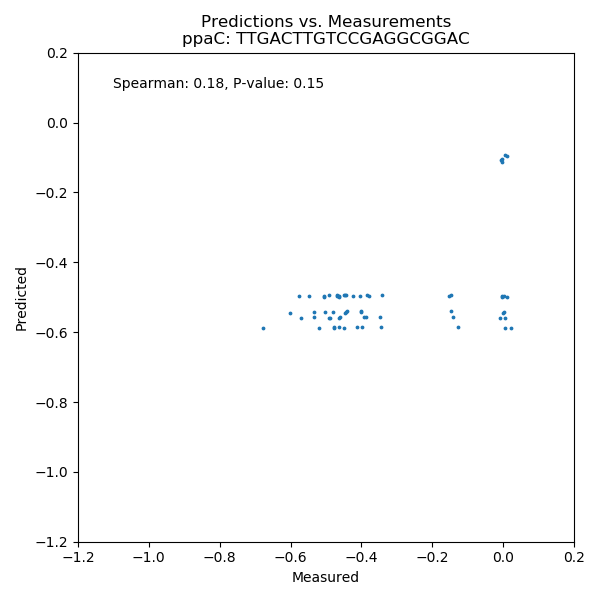 Predictions vs. Measurements
ppaC: TTGACTTGTCCGAGGCGGAC
Spearman: 0.18, P-value: 0.15
0.2
0.0
−0.2
−0.4
−0.6
−0.8
−1.0
−1.2
Predicted
−1.2 −1.0 −0.8 −0.6 −0.4 −0.2 0.0 0.2
Measured